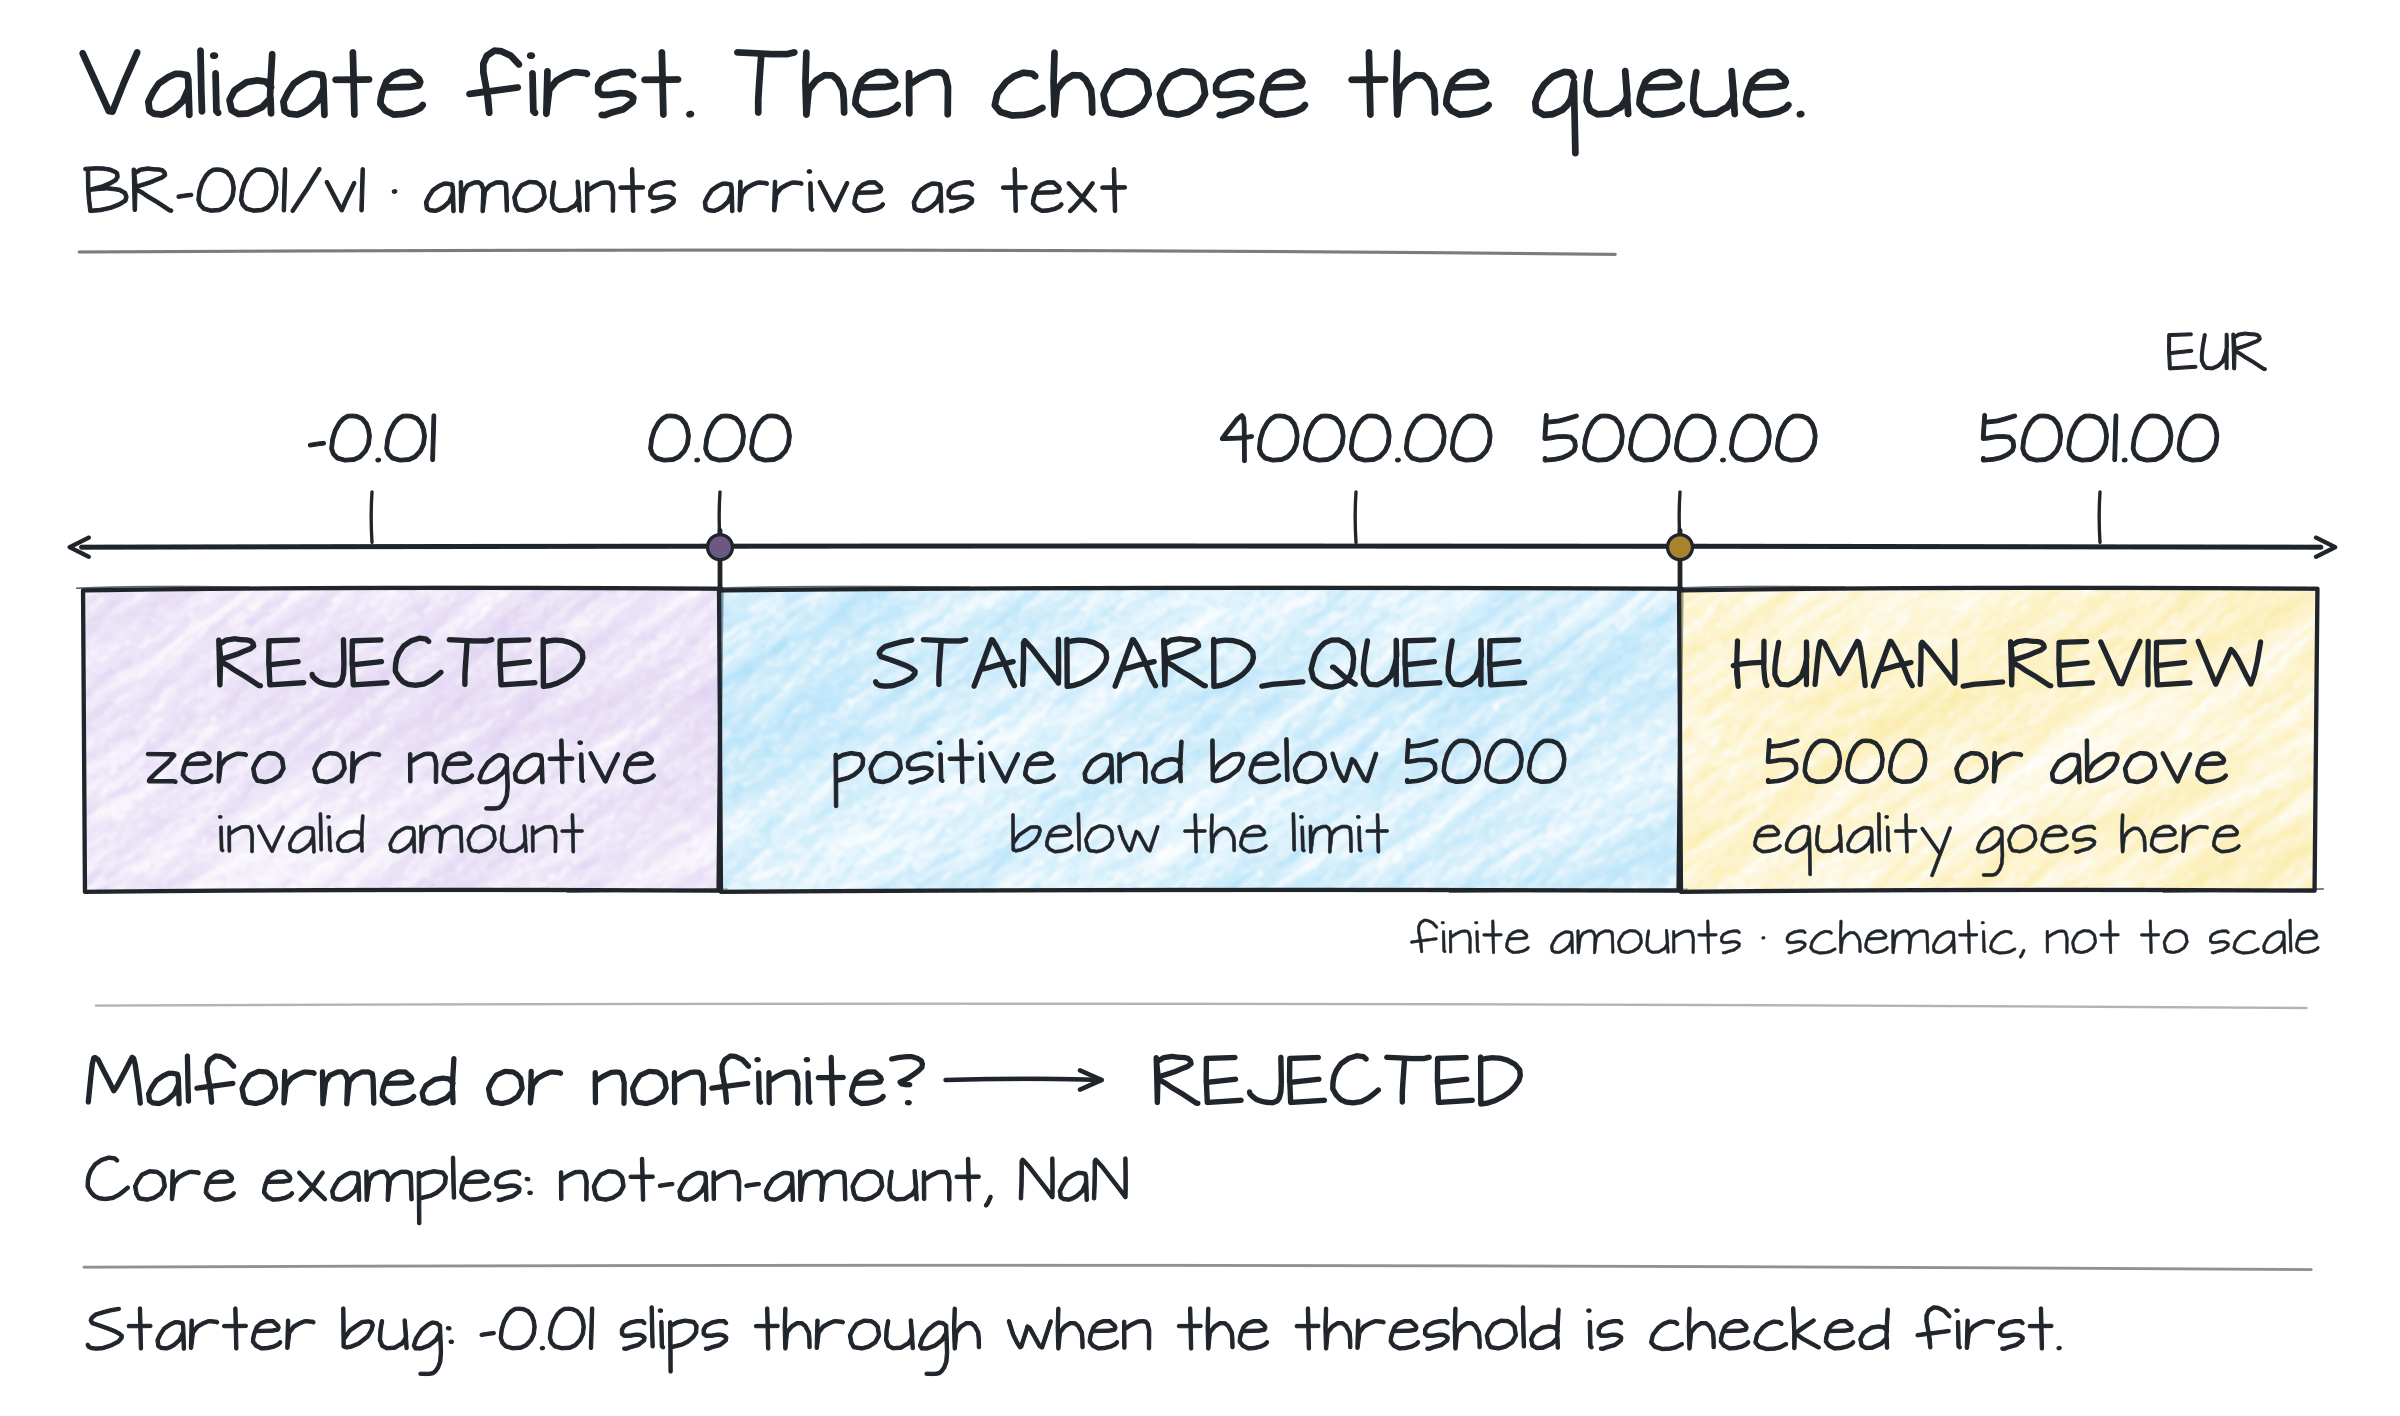 Validate first. Then choose the queue.
BR-001/v1 · amounts arrive as text
EUR
-0.01 0.00 4000.00 5000.00 5001.00
REJECTED STANDARD_QUEUE HUMAN_REVIEW
zero or negative positive and below 5000 5000 or above
invalid amount below the limit equality goes here
finite amounts · schematic, not to scale
Malformed or nonfinite? → REJECTED
Core examples: not-an-amount, NaN
Starter bug: -0.01 slips through when the threshold is checked first.